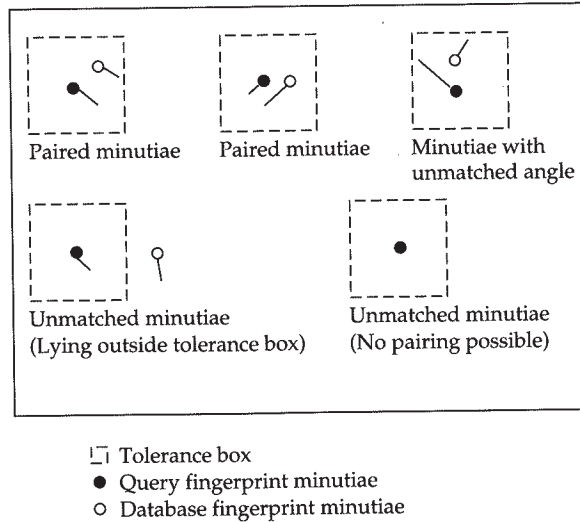 Paired minutiae
Paired minutiae
Minutiae with
unmatched angle
Unmatched minutiae
(Lying outside tolerance box)
Unmatched minutiae
(No pairing possible)
Tolerance box
Query fingerprint minutiae
Database fingerprint minutiae